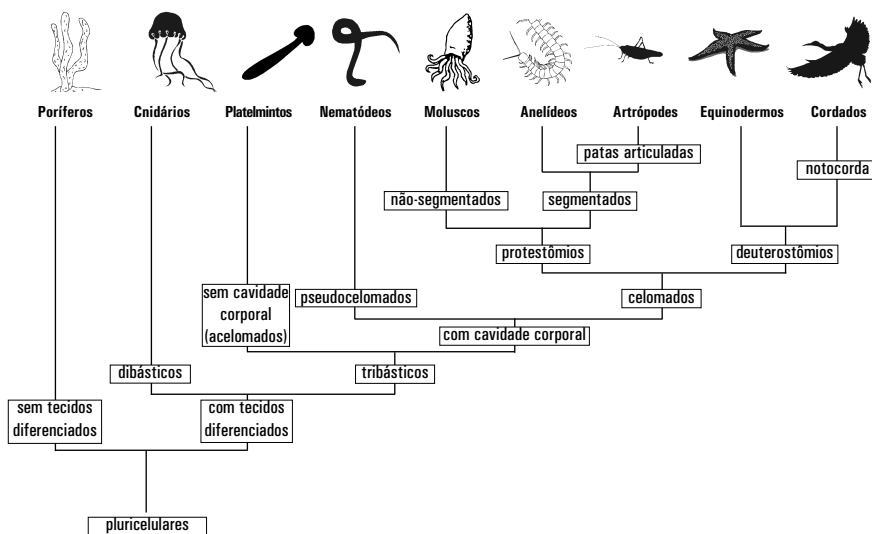 Poríferos Cnidários Platelmintos Nematódeos Moluscos Anelídeos Artrópodes Equinodermos Cordados
patas articuladas
notocorda
não-segmentados segmentados
protestômios deuterostômios
sem cavidade
corporal
(acelomados)
pseudocelomados celomados
com cavidade corporal
dibásticos tribásticos
sem tecidos
diferenciados
com tecidos
diferenciados
pluricelulares